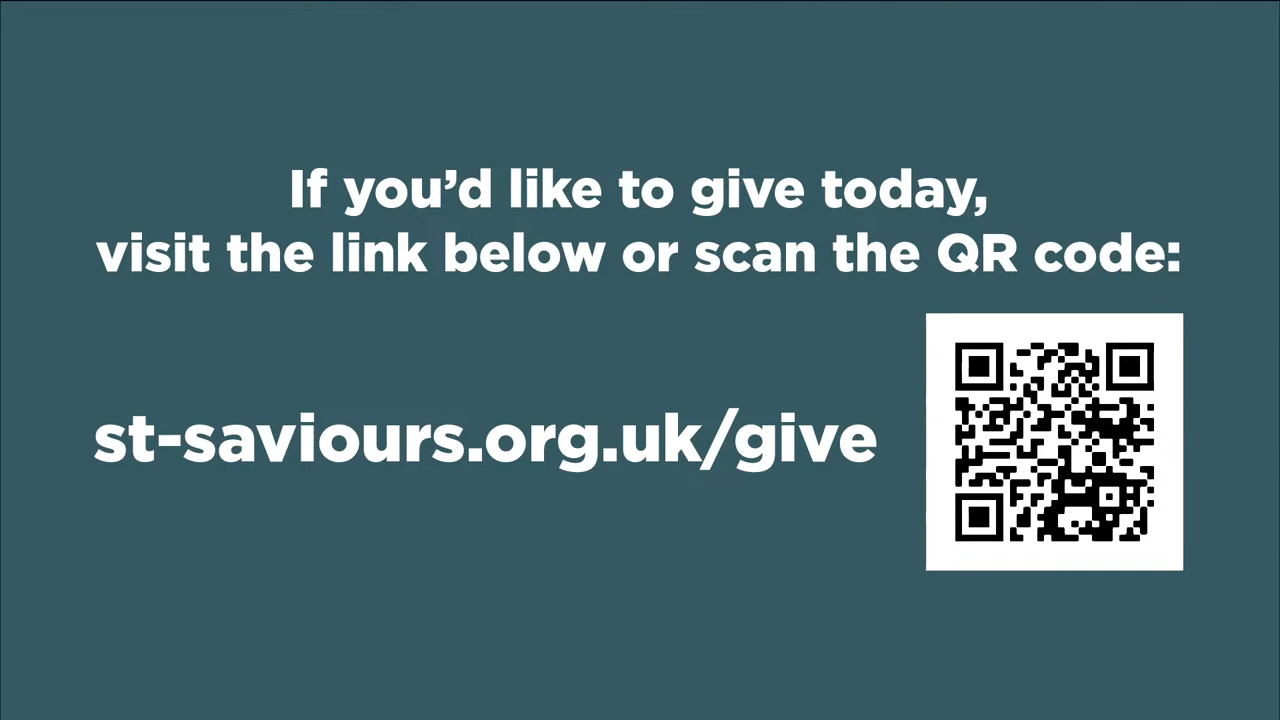 If you’d like to give today,
visit the link below or scan the QR code:
st-saviours.org.uk/give